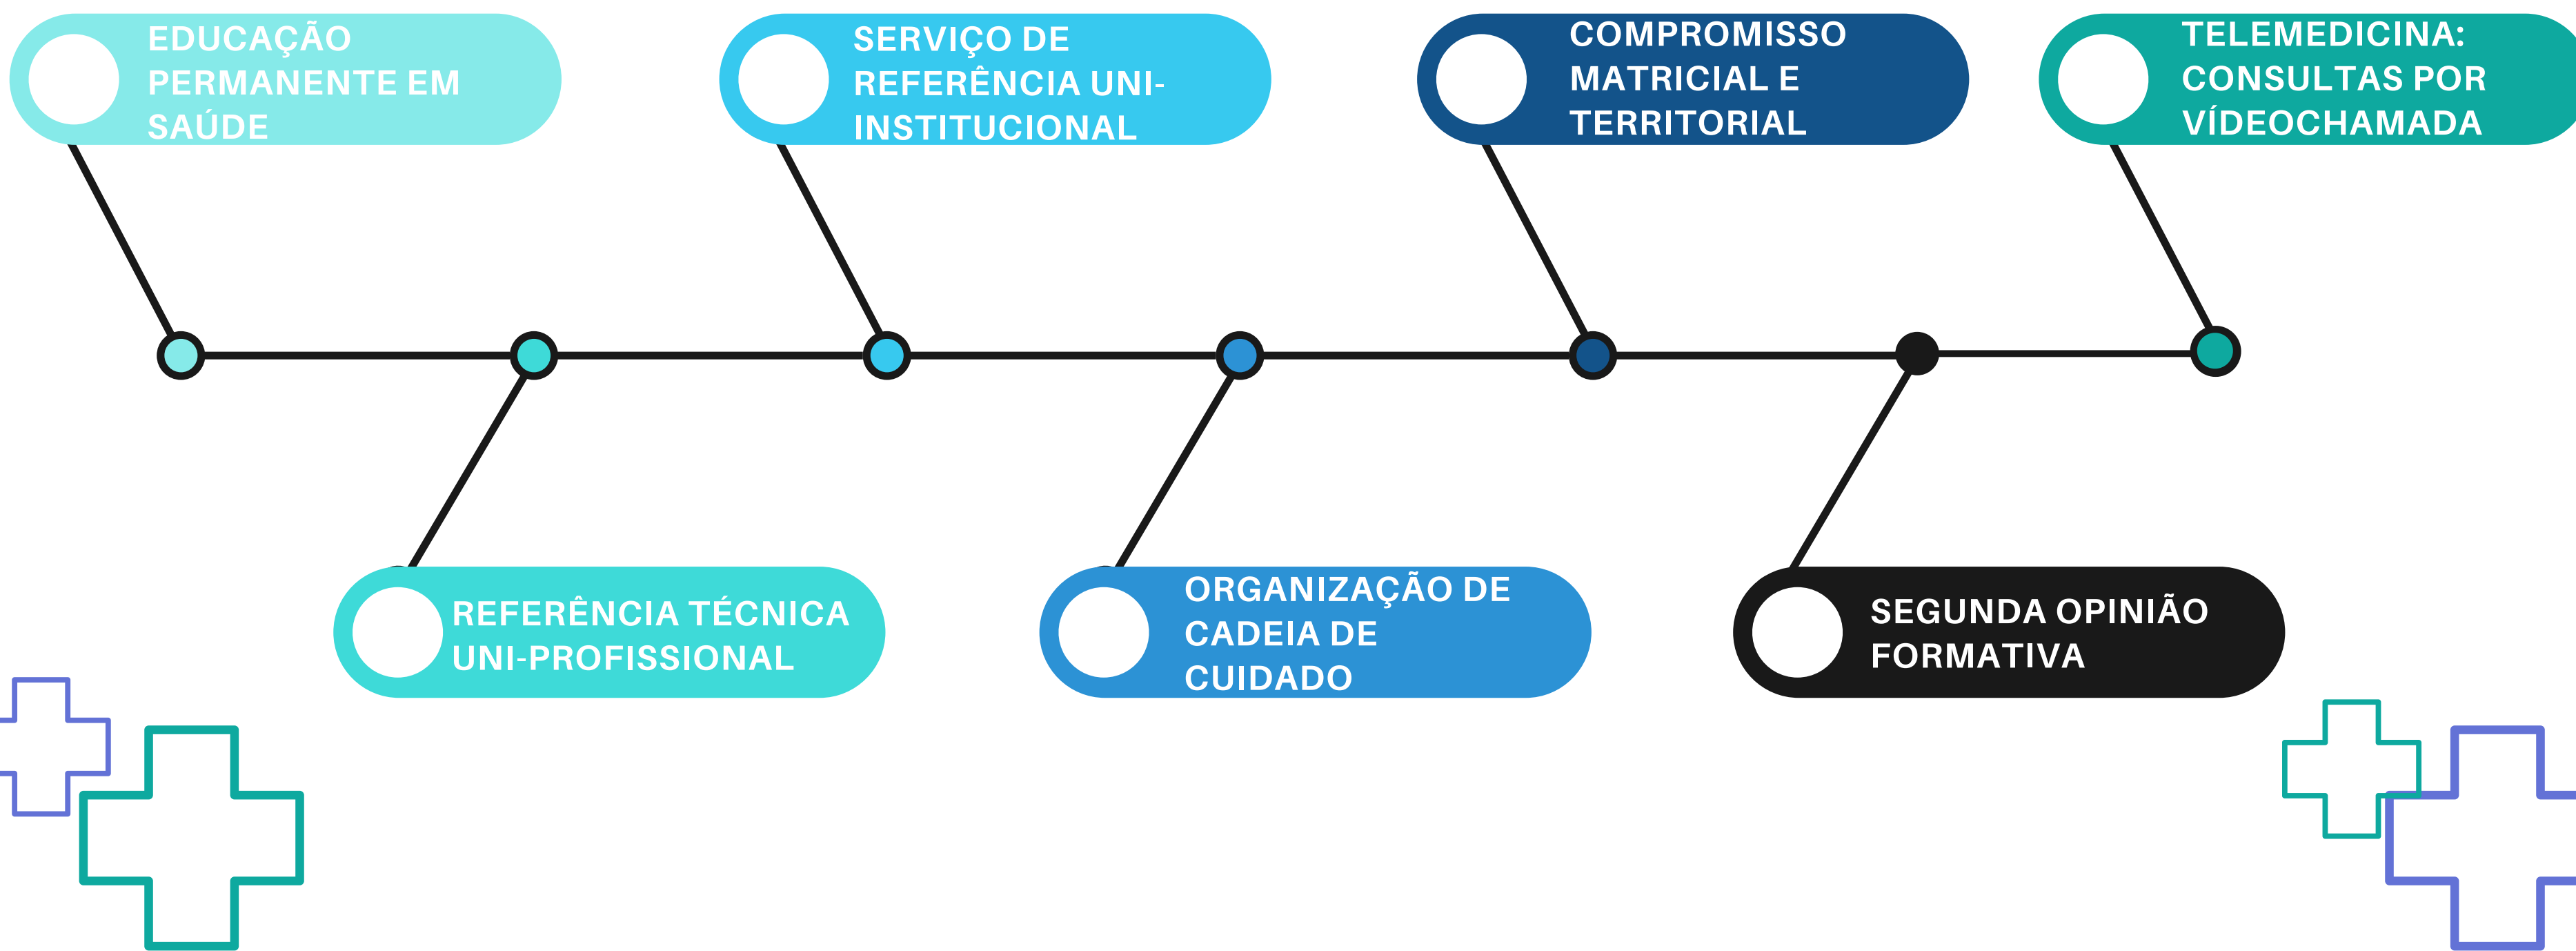 EDUCAÇÃO
PERMANENTE EM
SAÚDE
SERVIÇO DE
REFERÊNCIA UNI-
INSTITUCIONAL
COMPROMISSO
MATRICIAL E
TERRITORIAL
TELEMEDICINA:
CONSULTAS POR
VÍDEOCHAMADA
REFERÊNCIA TÉCNICA
UNI-PROFISSIONAL
ORGANIZAÇÃO DE
CADEIA DE
CUIDADO
SEGUNDA OPINIÃO
FORMATIVA